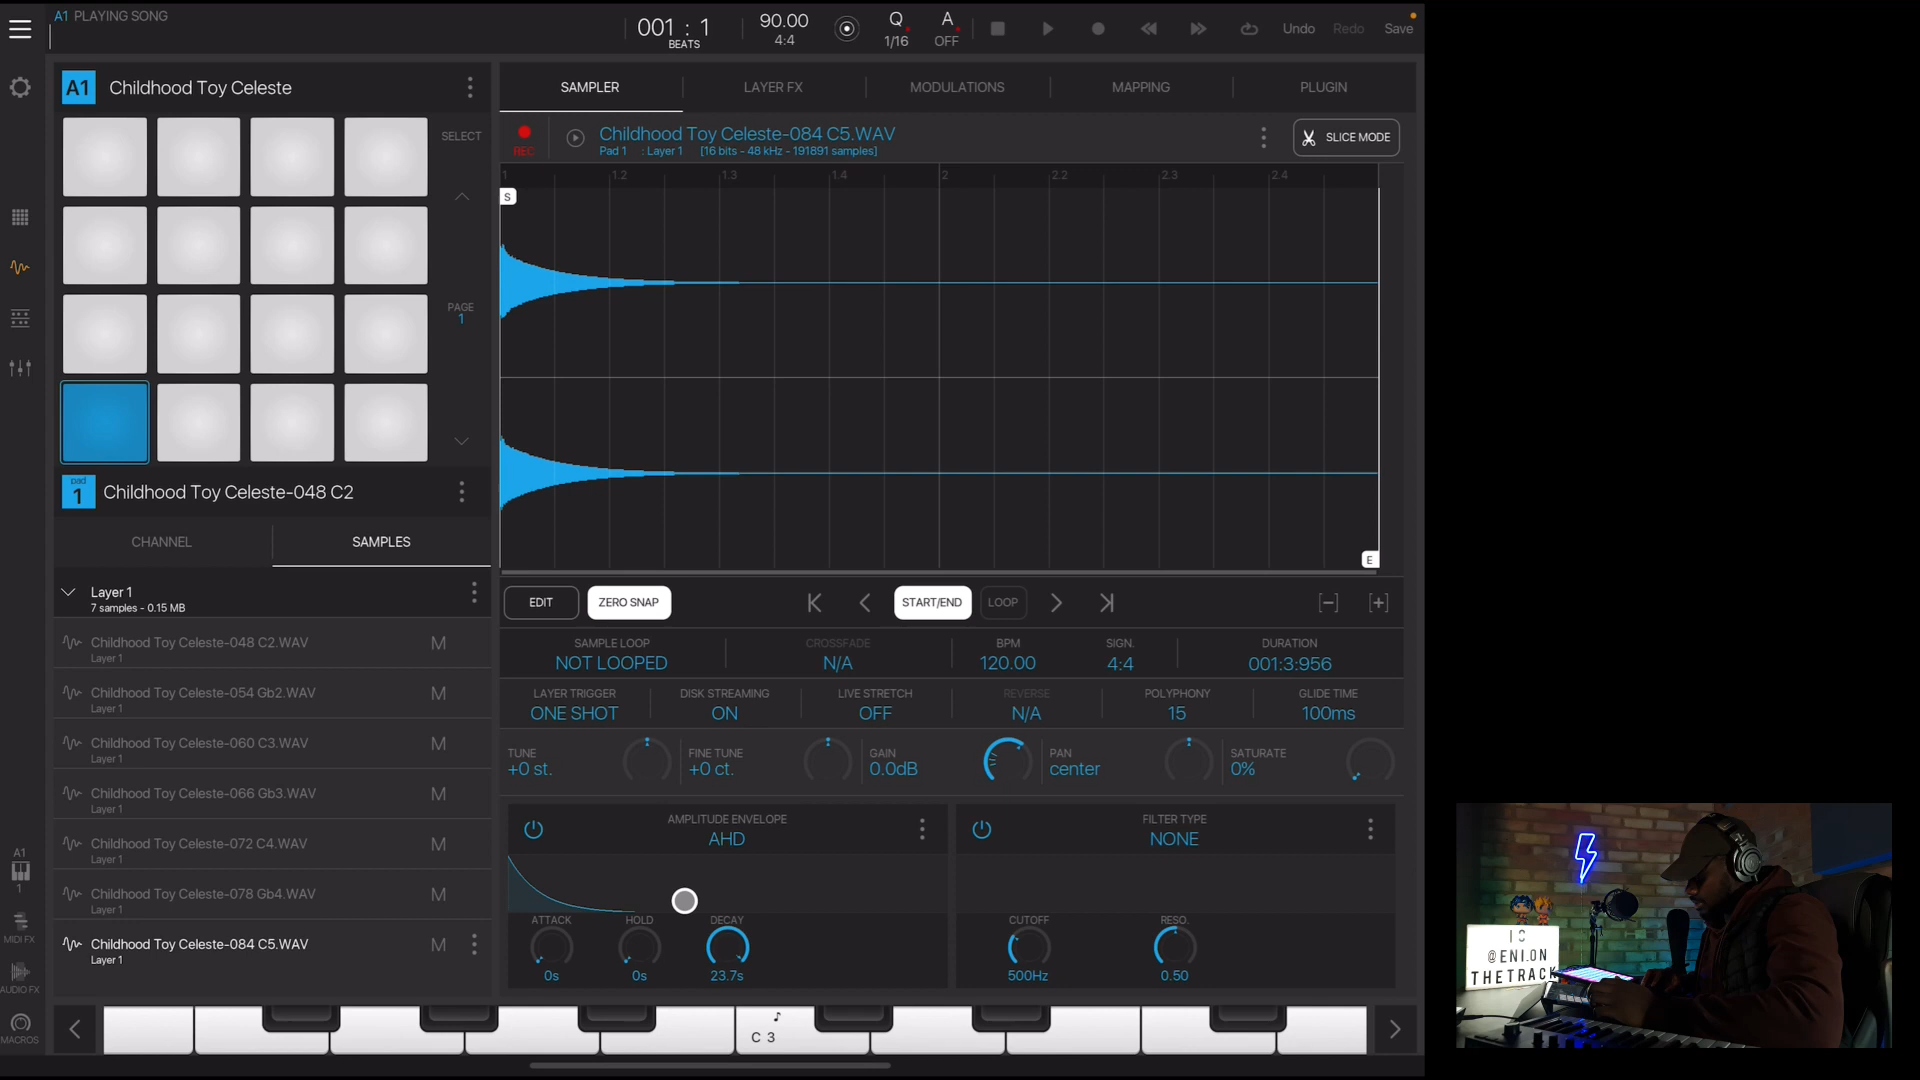 A1 PLAYING SONG
001 : 1
BEATS
90.00
4:4
Q
1/16
A
OFF
Undo
Redo
Save
A1
Childhood Toy Celeste
SELECT
PAGE
1
pad
1
Childhood Toy Celeste-048 C2
CHANNEL
SAMPLES
Layer 1
7 samples - 0.15 MB
Childhood Toy Celeste-048 C2.WAV
Layer 1
M
Childhood Toy Celeste-054 Gb2.WAV
Layer 1
M
Childhood Toy Celeste-060 C3.WAV
Layer 1
M
Childhood Toy Celeste-066 Gb3.WAV
Layer 1
M
Childhood Toy Celeste-072 C4.WAV
Layer 1
M
Childhood Toy Celeste-078 Gb4.WAV
Layer 1
M
Childhood Toy Celeste-084 C5.WAV
Layer 1
M
A1
1
MIDI FX
AUDIO FX
MACROS
SAMPLER
LAYER FX
MODULATIONS
MAPPING
PLUGIN
REC
Childhood Toy Celeste-084 C5.WAV
Pad 1 : Layer 1 [16 bits - 48 kHz - 191891 samples]
SLICE MODE
1 1.2 1.3 1.4 2 2.2 2.3 2.4
S
E
EDIT
ZERO SNAP
START/END
LOOP
SAMPLE LOOP
NOT LOOPED
CROSSFADE
N/A
BPM
120.00
SIGN.
4:4
DURATION
001:3:956
LAYER TRIGGER
ONE SHOT
DISK STREAMING
ON
LIVE STRETCH
OFF
REVERSE
N/A
POLYPHONY
15
GLIDE TIME
100ms
TUNE
+0 st.
FINE TUNE
+0 ct.
GAIN
0.0dB
PAN
center
SATURATE
0%
AMPLITUDE ENVELOPE
AHD
ATTACK
0s
HOLD
0s
DECAY
23.7s
FILTER TYPE
NONE
CUTOFF
500Hz
RESO.
0.50
C 3
IS
@ENI.ON
THETRACK